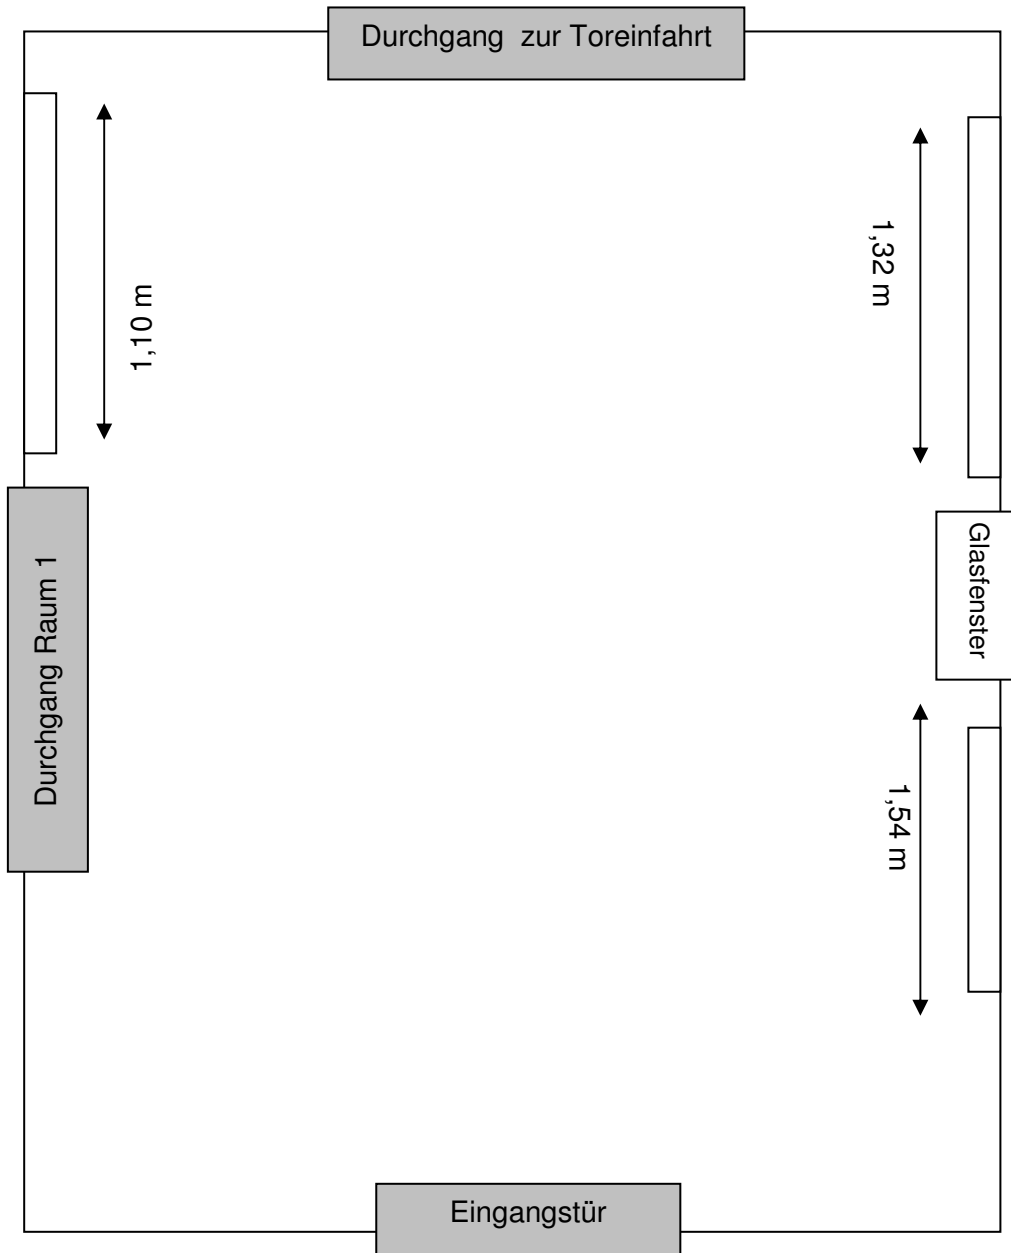 Durchgang  zur Toreinfahrt
1,32 m
1,10 m
Glasfenster
Durchgang Raum 1
1,54 m
Eingangstür